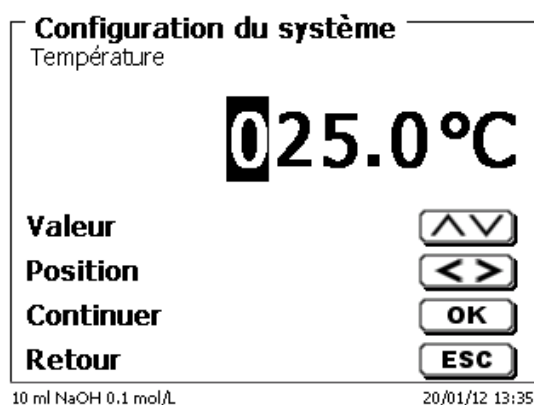 Configuration du système
Température
025.0°C
Valeur
Position
Continuer OK
Retour ESC
10 ml NaOH 0.1 mol/L 20/01/12 13:35